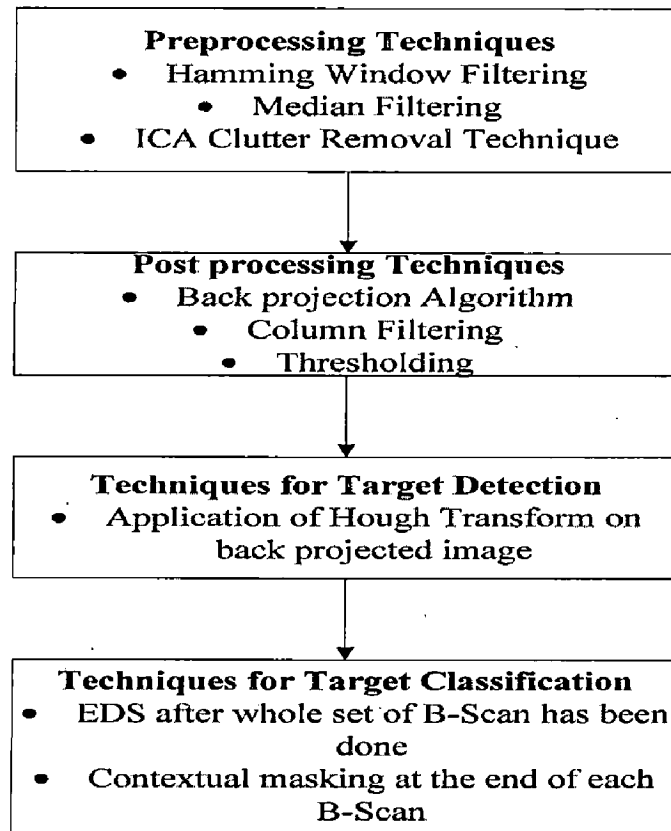 Preprocessing Techniques
• Hamming Window Filtering
• Median Filtering
• ICA Clutter Removal Technique
Post processing Techniques
• Back projection Algorithm
• Column Filtering
• Thresholding
Techniques for Target Detection
• Application of Hough Transform on
back projected image
Techniques for Target Classification
• EDS after whole set of B-Scan has been
done
• Contextual masking at the end of each
B-Scan